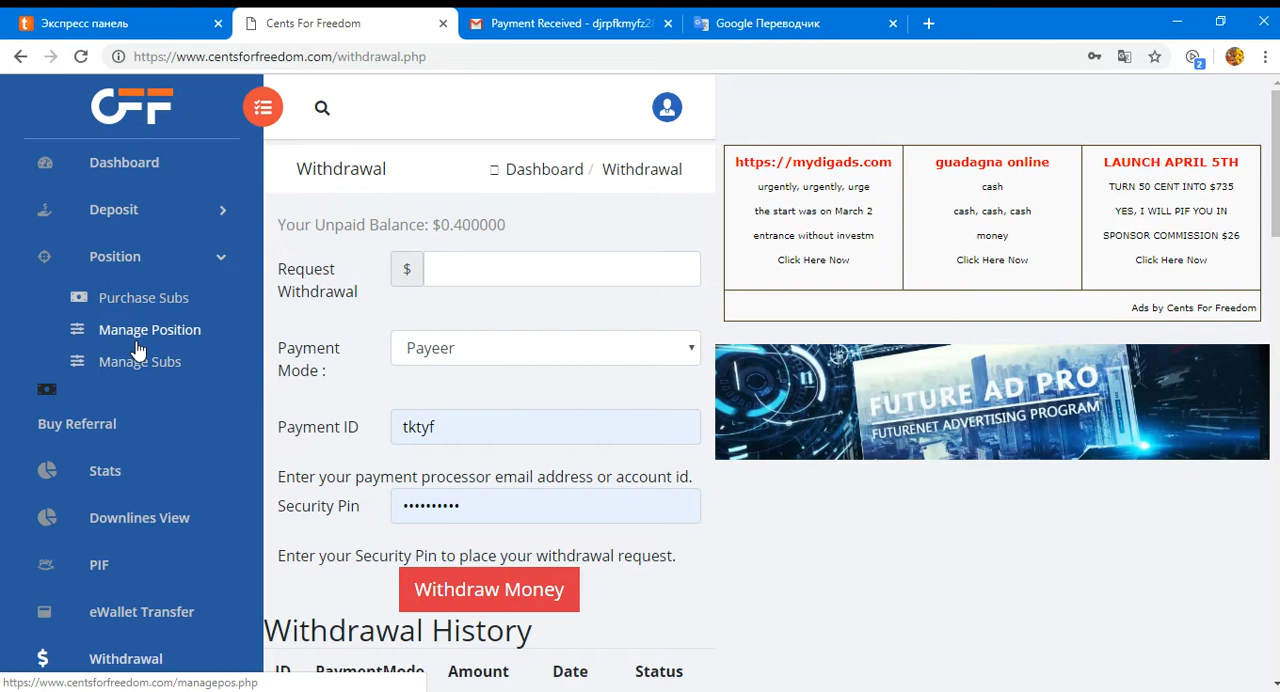 Экспресс панель
Cents For Freedom
Payment Received - djrpfkmyfz2
Google Переводчик
https://www.centsforfreedom.com/withdrawal.php
2
CFF
Dashboard
Deposit
Position
Purchase Subs
Manage Position
Manage Subs
Buy Referral
Stats
Downlines View
PIF
eWallet Transfer
$ Withdrawal
https://www.centsforfreedom.com/managepos.php
Withdrawal
Dashboard / Withdrawal
Your Unpaid Balance: $0.400000
Request
Withdrawal
$
Payment
Mode :
Payeer
Payment ID
tktyf
Enter your payment processor email address or account id.
Security Pin
••••••••••
Enter your Security Pin to place your withdrawal request.
Withdraw Money
Withdrawal History
ID PaymentMode Amount Date Status
https://mydigads.com
urgently, urgently, urge
the start was on March 2
entrance without investm
Click Here Now
guadagna online
cash
cash, cash, cash
money
Click Here Now
LAUNCH APRIL 5TH
TURN 50 CENT INTO $735
YES, I WILL PIF YOU IN
SPONSOR COMMISSION $26
Click Here Now
Ads by Cents For Freedom
FUTURE AD PRO
FUTURENET ADVERTISING PROGRAM